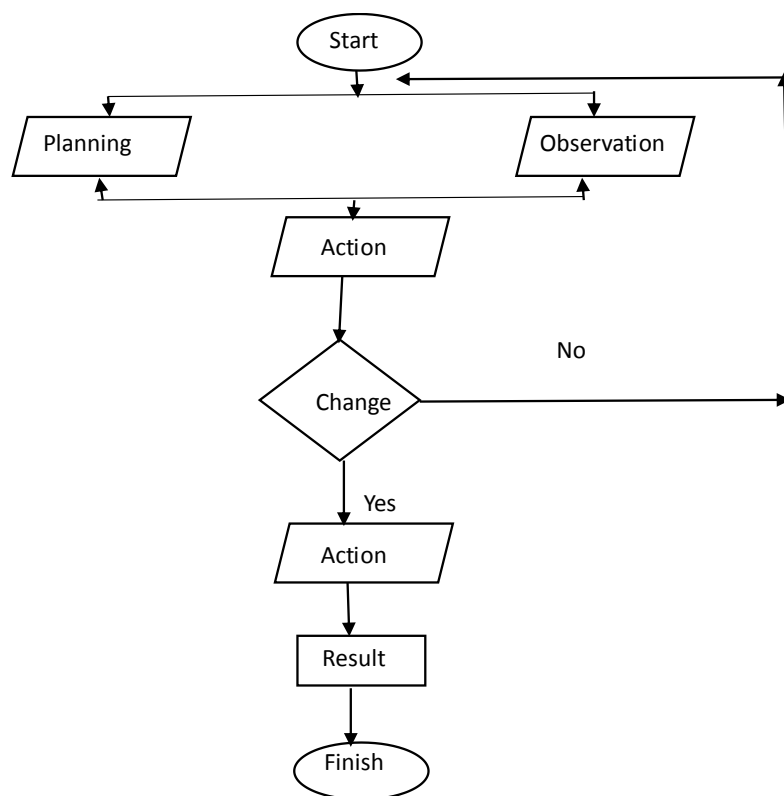 Start
Planning
Observation
Action
No
Change
Yes
Action
Result
Finish